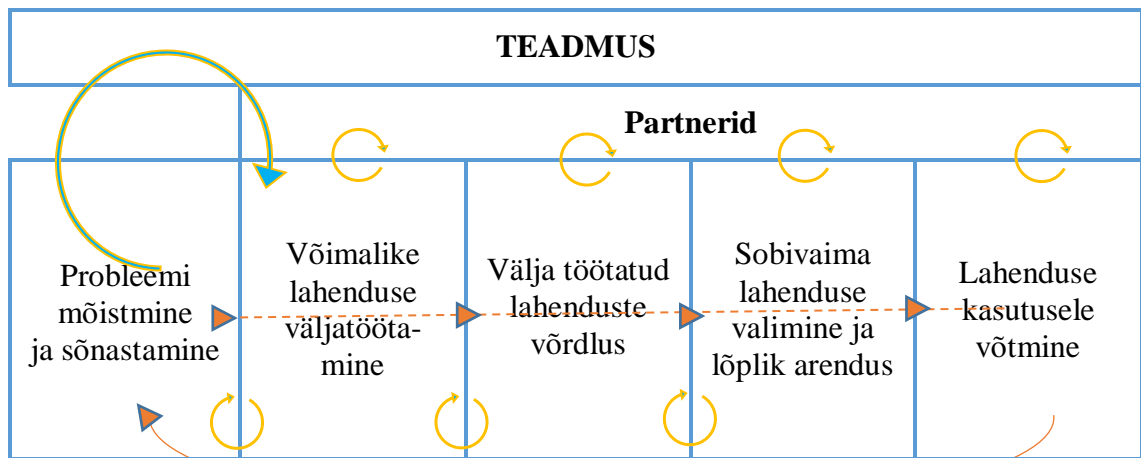 TEADMUS
Partnerid
Probleemi
mõistmine
ja sõnastamine
Võimalike
lahenduse
väljatööta-
mine
Välja töötatud
lahenduste
võrdlus
Sobivaima
lahenduse
valimine ja
lõplik arendus
Lahenduse
kasutusele
võtmine